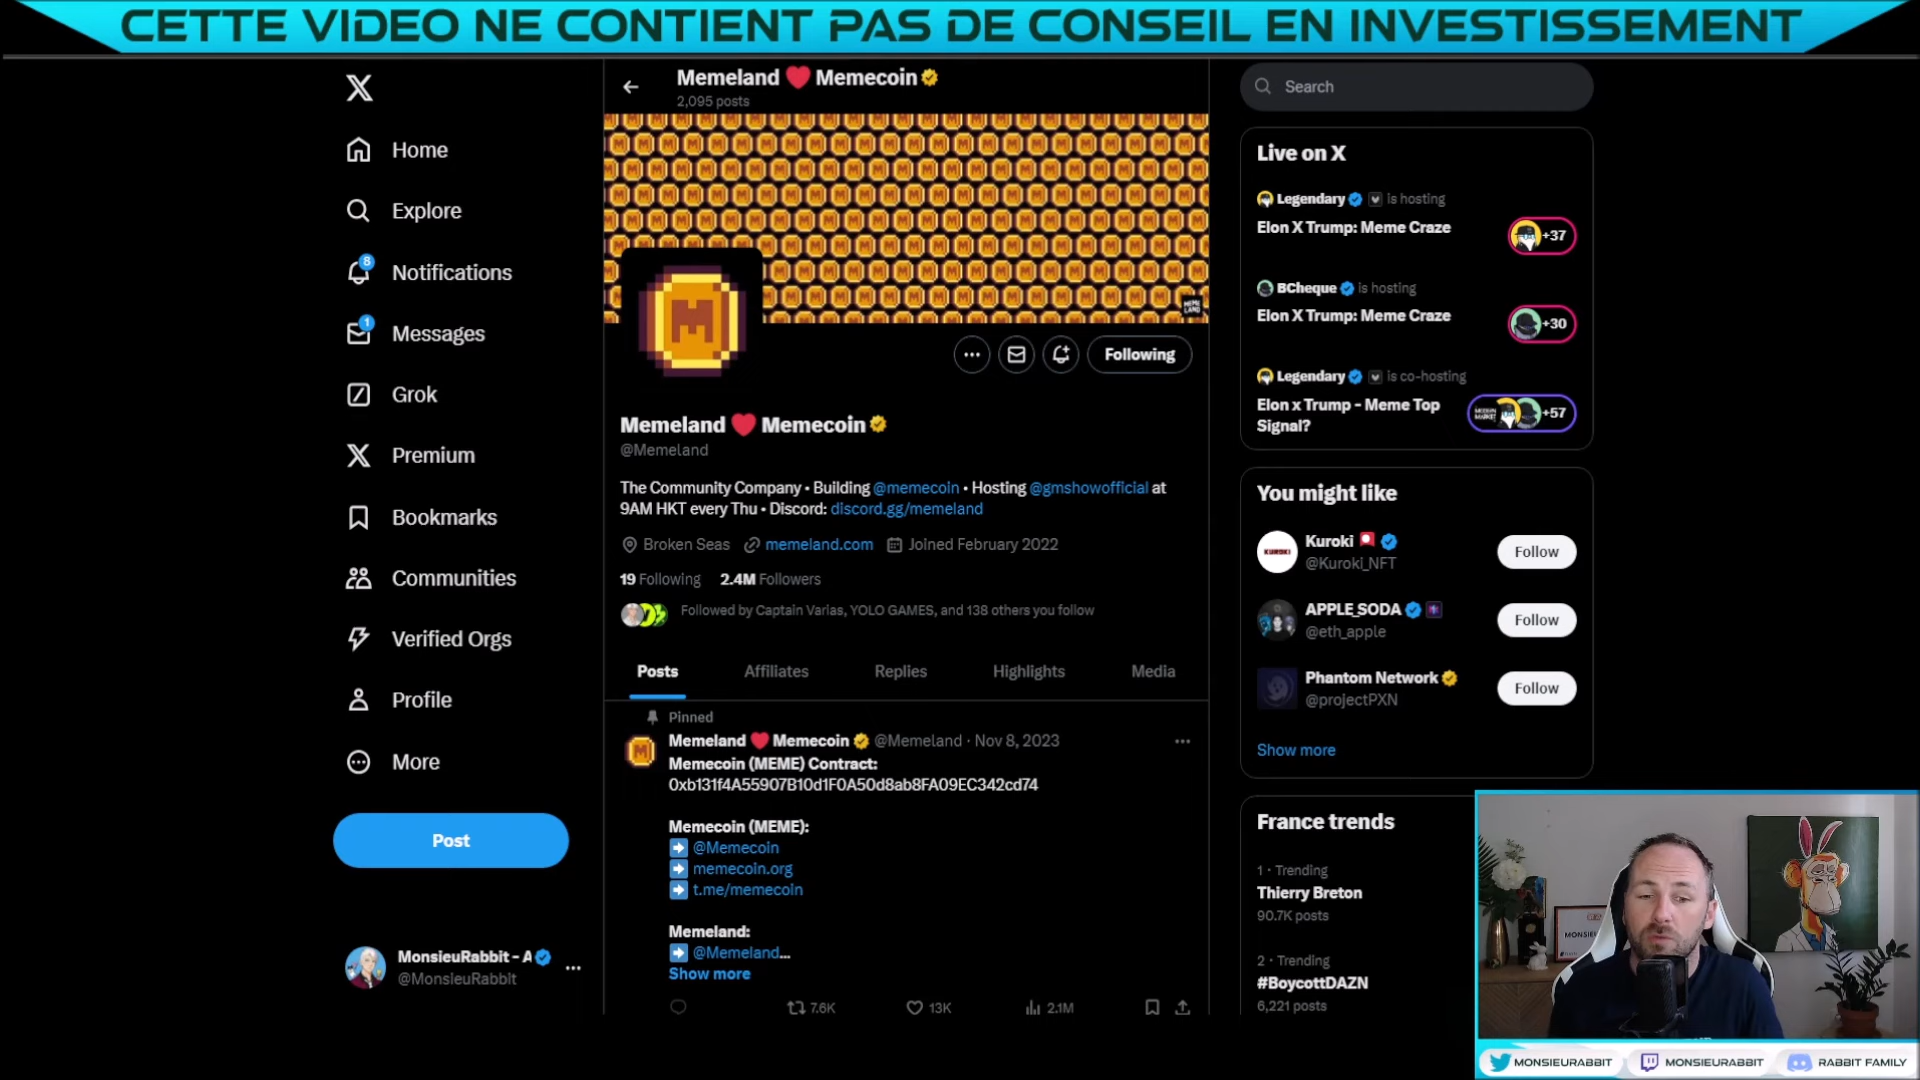 CETTE VIDEO NE CONTIENT PAS DE CONSEIL EN INVESTISSEMENT
Home
Explore
8
Notifications
1
Messages
Grok
Premium
Bookmarks
Communities
Verified Orgs
Profile
More
Post
MonsieuRabbit - A
@MonsieuRabbit
Memeland ❤️ Memecoin
2,095 posts
M
MEME
LAND
Following
Memeland ❤️ Memecoin
@Memeland
The Community Company • Building @memecoin • Hosting @gmshowofficial at
9AM HKT every Thu • Discord: discord.gg/memeland
Broken Seas memeland.com Joined February 2022
19 Following 2.4M Followers
Followed by Captain Varias, YOLO GAMES, and 138 others you follow
Posts Affiliates Replies Highlights Media
Pinned
Memeland ❤️ Memecoin @Memeland · Nov 8, 2023
Memecoin (MEME) Contract:
0xb131f4A55907B10d1F0A50d8ab8FA09EC342cd74
Memecoin (MEME):
➡️ @Memecoin
➡️ memecoin.org
➡️ t.me/memecoin
Memeland:
➡️ @Memeland...
Show more
7.6K 13K 2.1M
Search
Live on X
Legendary is hosting
Elon X Trump: Meme Craze
+37
BCheque is hosting
Elon X Trump: Meme Craze
+30
Legendary is co-hosting
Elon x Trump - Meme Top
Signal?
+57
You might like
KUROKI
Kuroki
@Kuroki_NFT
Follow
APPLE_SODA
@eth_apple
Follow
Phantom Network
@projectPXN
Follow
Show more
France trends
1 · Trending
Thierry Breton
90.7K posts
2 · Trending
#BoycottDAZN
6,221 posts
MONSIE
MONSIEURABBIT MONSIEURABBIT RABBIT FAMILY